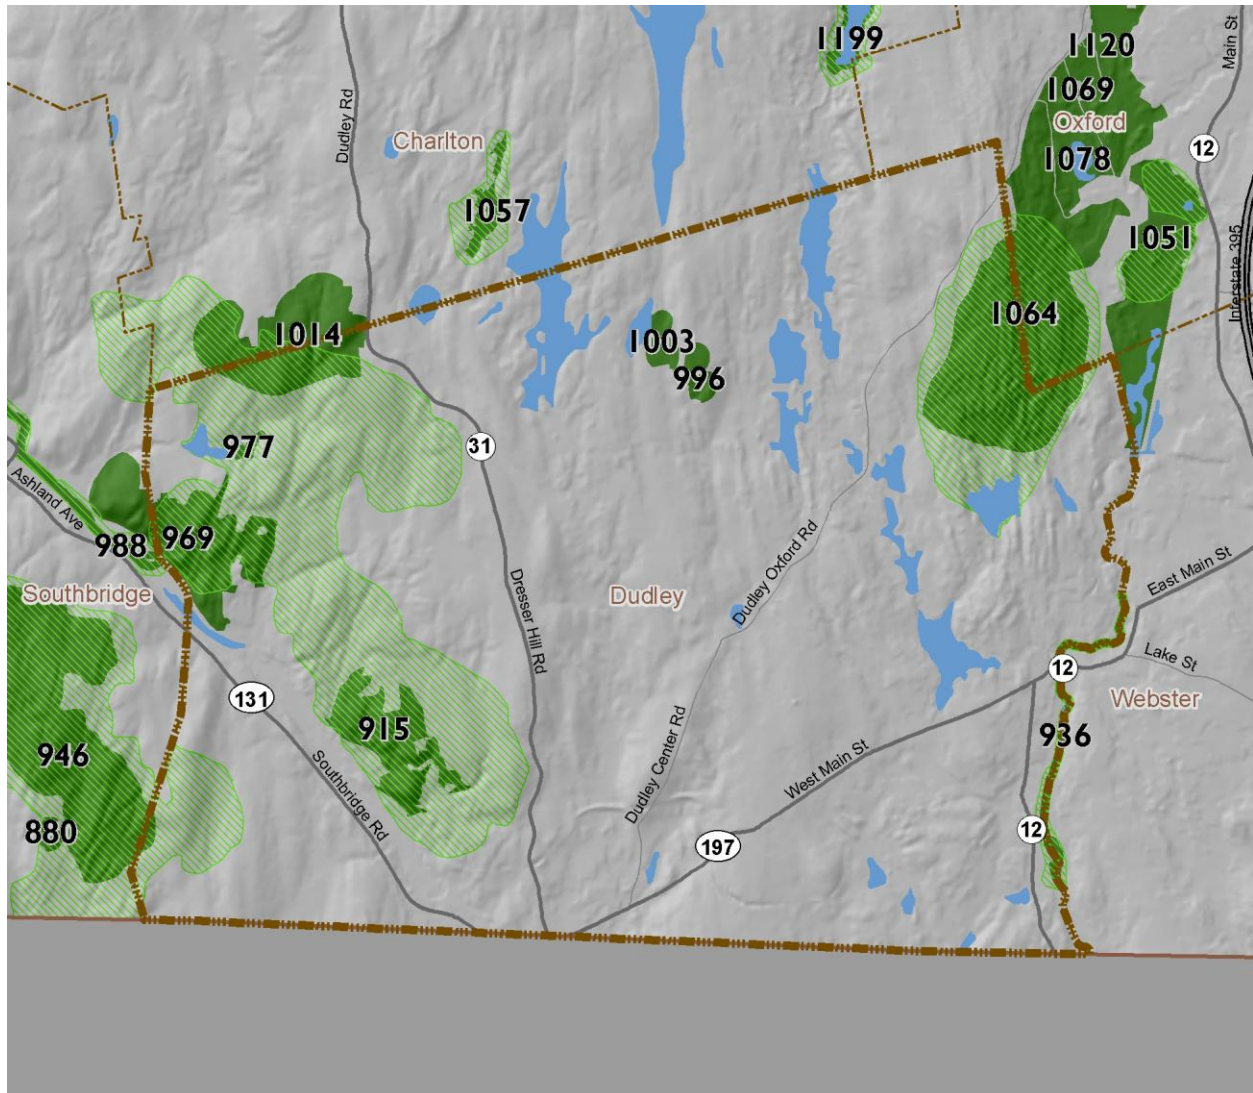 1199
1120
Main St
1069
Oxford
12
Dudley Rd
Charlton
1078
1057
1051
Interstate 395
1064
1014
1003
996
31
977
Ashland Ave
988
969
Dudley Oxford Rd
East Main St
Southbridge
Dudley
Dresser Hill Rd
Lake St
12
131
Webster
915
936
946
Dudley Center Rd
West Main St
Southbridge Rd
880
12
197